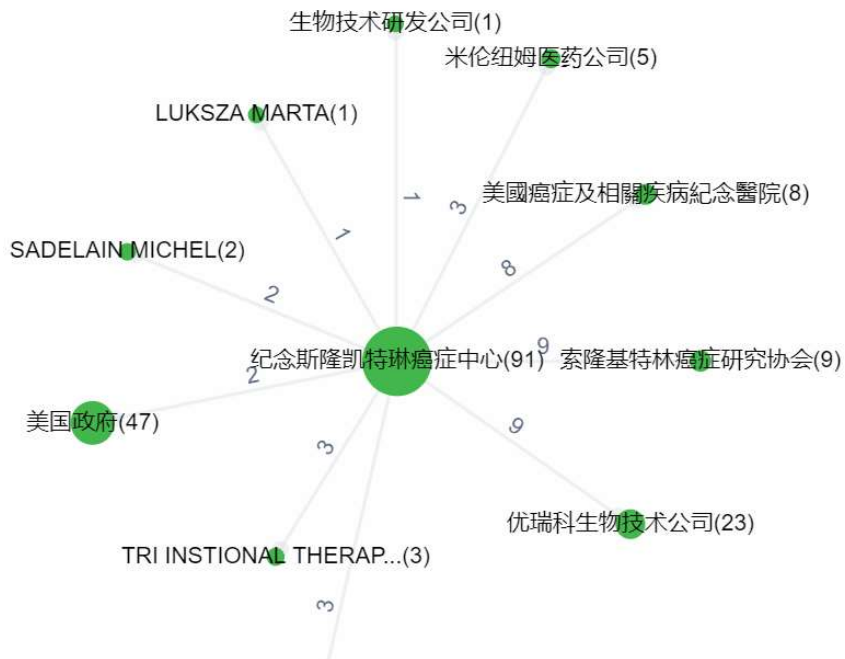 生物技术研发公司(1)
米伦纽姆医药公司(5)
LUKSZA MARTA(1)
1
3
美國癌症及相關疾病紀念醫院(8)
1
SADELAIN MICHEL(2)
2
8
纪念斯隆凯特琳癌症中心(91)
9
索隆基特林癌症研究协会(9)
2
美国政府(47)
9
3
优瑞科生物技术公司(23)
TRI INSTIONAL THERAP...(3)
3